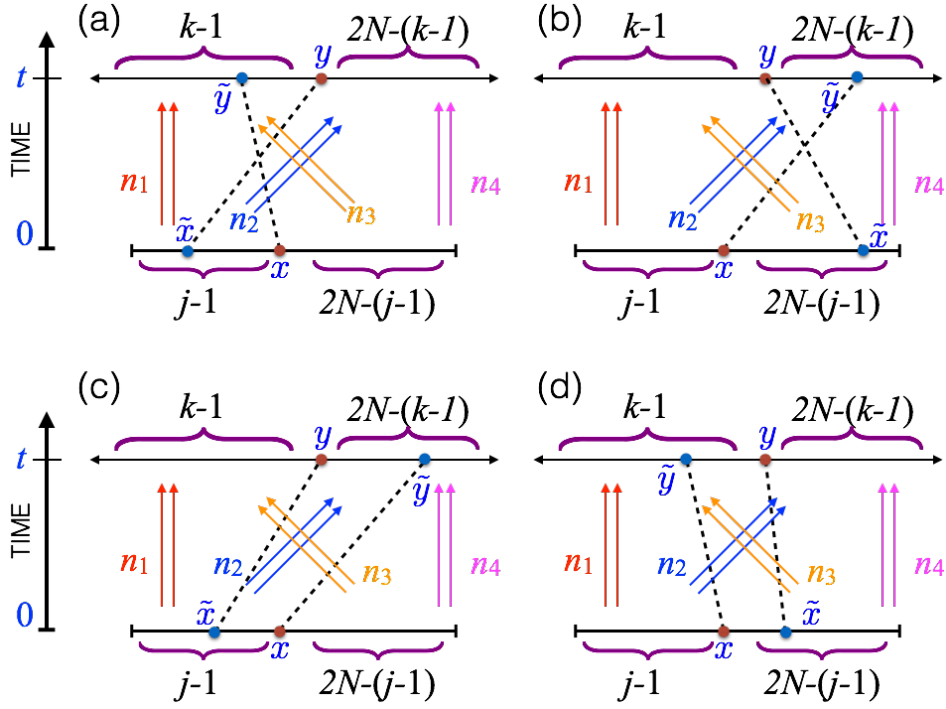 (a)
k-1
y
2N-(k-1)
t
ỹ
TIME
n1
n2
n3
n4
0
x̃
x
j-1
2N-(j-1)
(b)
k-1
y
2N-(k-1)
ỹ
n1
n2
n3
n4
x̃
x
j-1
2N-(j-1)
(c)
k-1
y
2N-(k-1)
t
ỹ
TIME
n1
n2
n3
n4
0
x̃
x
j-1
2N-(j-1)
(d)
k-1
y
2N-(k-1)
ỹ
n1
n2
n3
n4
x̃
x
j-1
2N-(j-1)